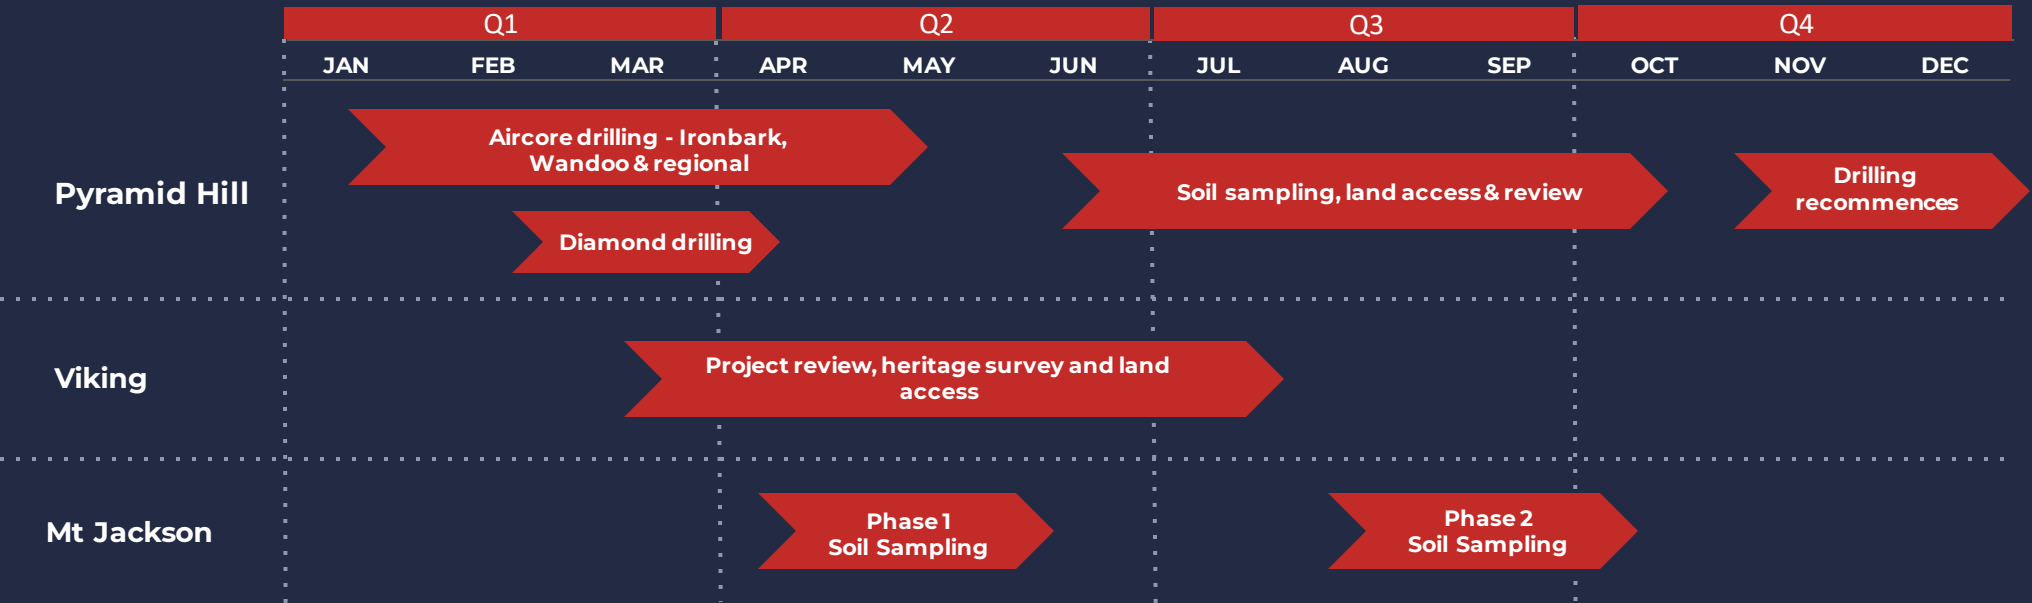 Q1 Q2 Q3 Q4
JAN FEB MAR APR MAY JUN JUL AUG SEP OCT NOV DEC
Pyramid Hill
Aircore drilling - Ironbark,
Wandoo & regional
Diamond drilling
Soil sampling, land access & review
Drilling
recommences
Viking
Project review, heritage survey and land
access
Mt Jackson
Phase 1
Soil Sampling
Phase 2
Soil Sampling